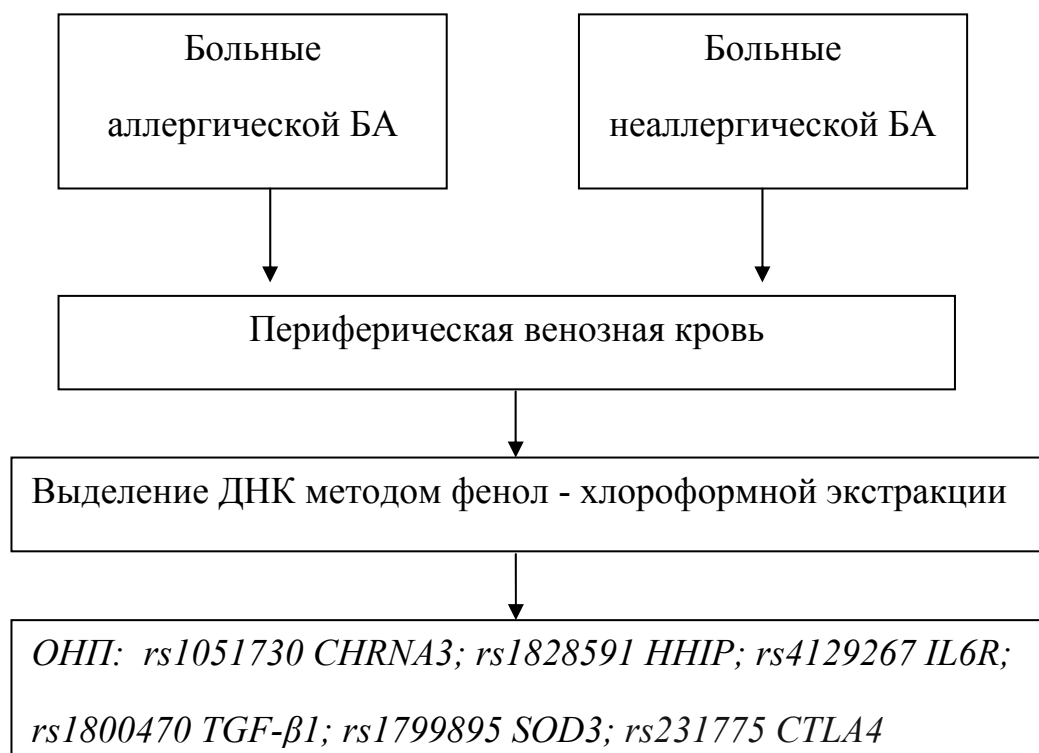 Больные
аллергической БА
Больные
неаллергической БА
Периферическая венозная кровь
Выделение ДНК методом фенол - хлороформной экстракции
ОНП: rs1051730 CHRNA3; rs1828591 HHIP; rs4129267 IL6R;
rs1800470 TGF-β1; rs1799895 SOD3; rs231775 CTLA4